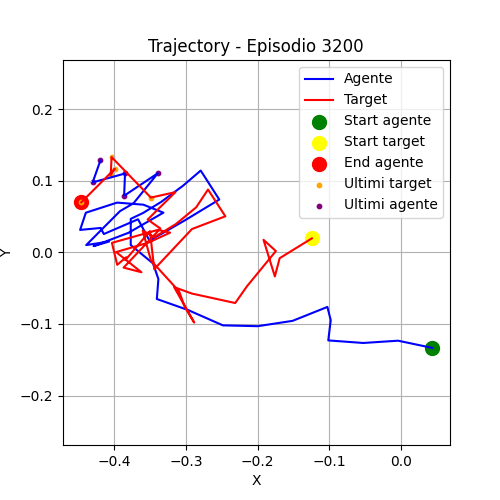 Trajectory - Episodio 3200
Agente
Target
Start agente
Start target
End agente
Ultimi target
Ultimi agente
Y
0.2
0.1
0.0
−0.1
−0.2
−0.4
−0.3
−0.2
−0.1
0.0
X